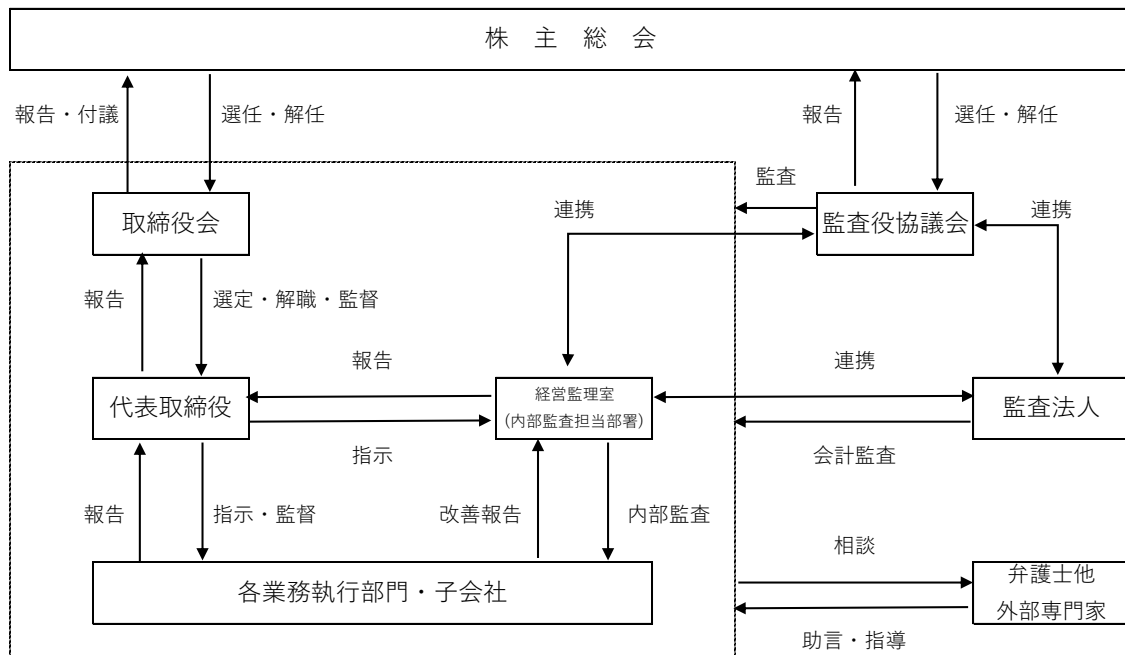 株 主 総 会
報告・付議
選任・解任
報告
選任・解任
監査
取締役会
連携
監査役協議会
連携
報告
選定・解職・監督
報告
連携
代表取締役
経営監理室
(内部監査担当部署)
監査法人
指示
会計監査
報告
指示・監督
改善報告
内部監査
相談
各業務執行部門・子会社
弁護士他
外部専門家
助言・指導